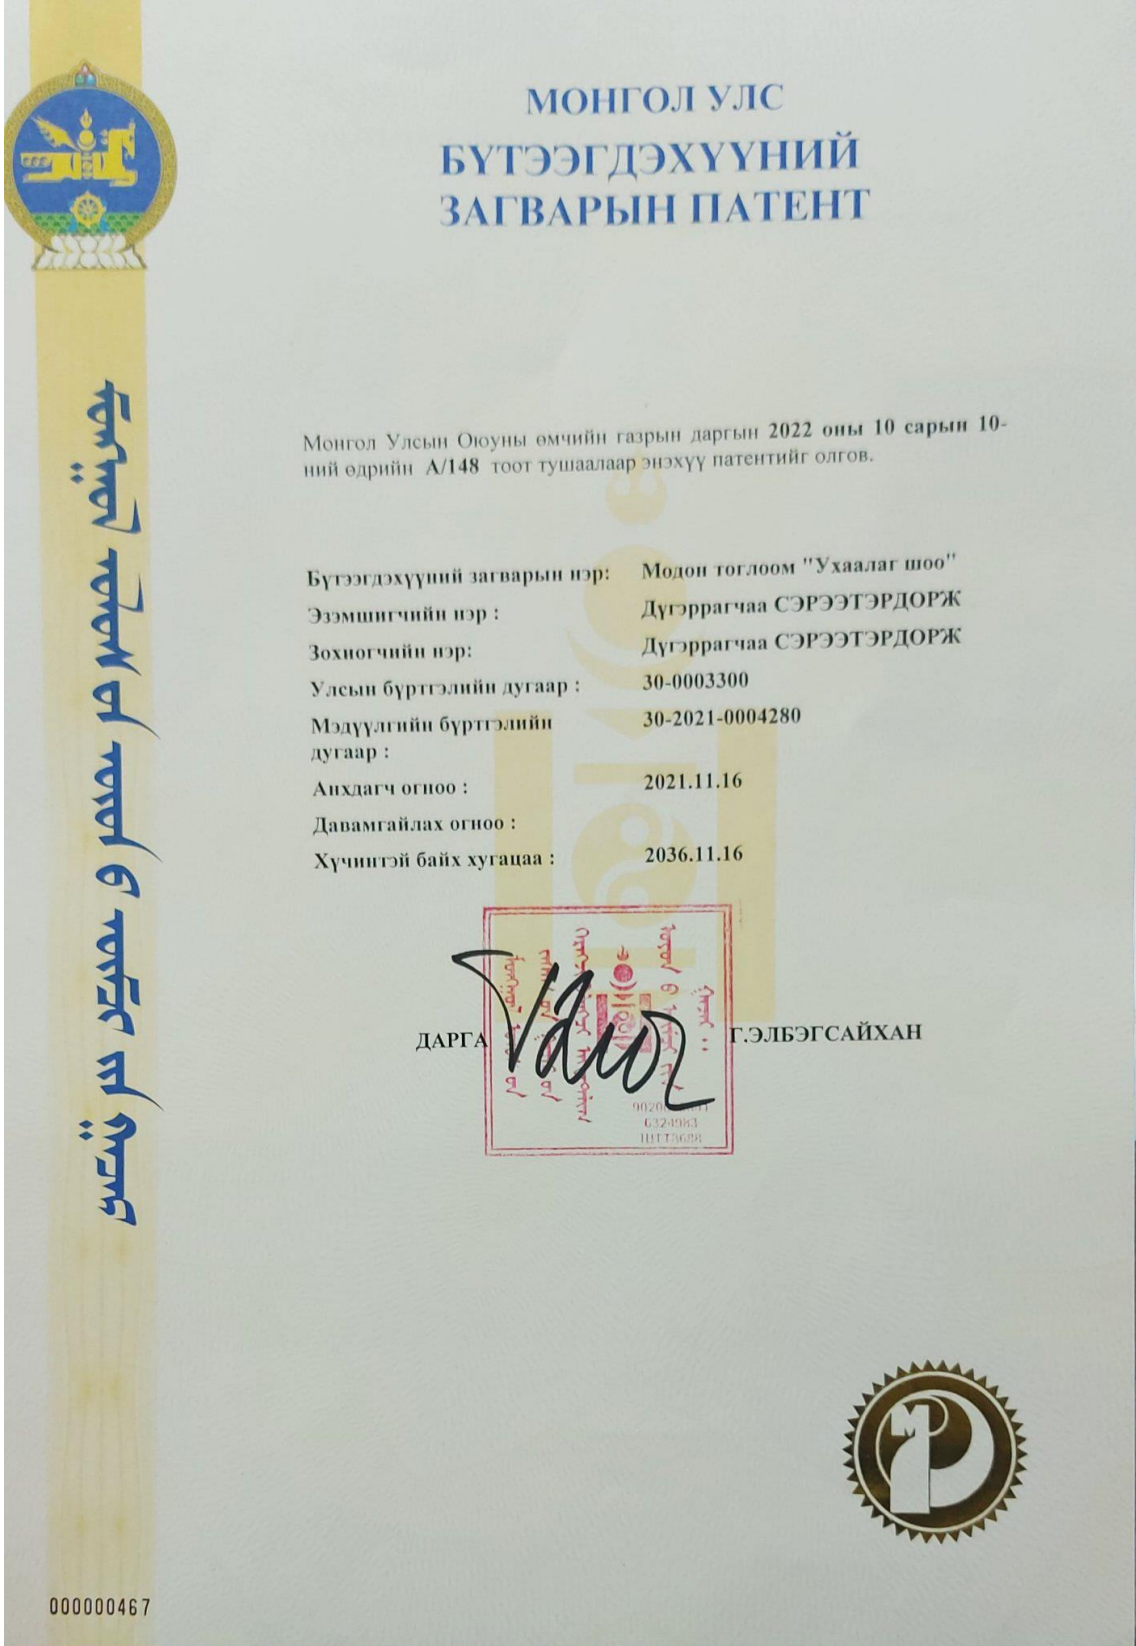 МОНГОЛ УЛС
БҮТЭЭГДЭХҮҮНИЙ
ЗАГВАРЫН ПАТЕНТ
Монгол Улсын Оюуны өмчийн газрын даргын 2022 оны 10 сарын 10-
ний өдрийн А/148 тоот тушаалаар энэхүү патентийг олгов.
Бүтээгдэхүүний загварын нэр: Модон тоглоом "Ухаалаг шоо"
Эзэмшигчийн нэр : Дүгэррагчаа СЭРЭЭТЭРДОРЖ
Зохиогчийн нэр: Дүгэррагчаа СЭРЭЭТЭРДОРЖ
Улсын бүртгэлийн дугаар : 30-0003300
Мэдүүлгийн бүртгэлийн 30-2021-0004280
дугаар :
Анхдагч огноо : 2021.11.16
Давамгайлах огноо :
Хүчинтэй байх хугацаа : 2036.11.16
ДАРГА Г.ЭЛБЭГСАЙХАН
6324983
000000467